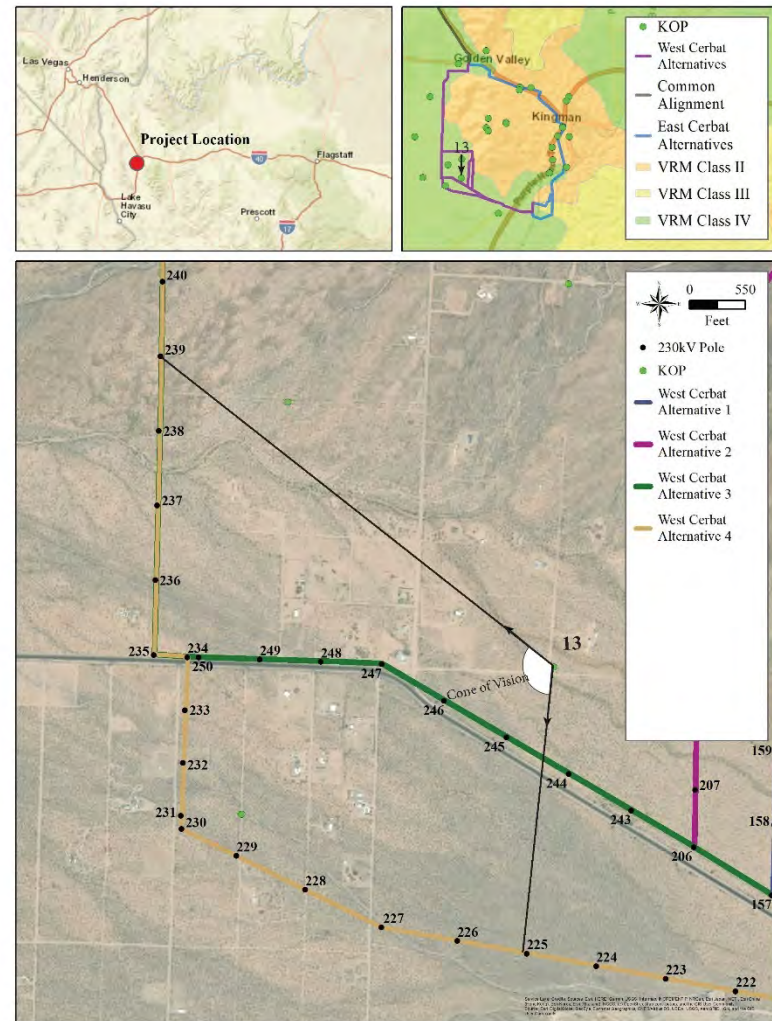 Las Vegas
Henderson
Project Location
40
Flagstaff
Lake
Havasu
City
Prescott
17
Golden Valley
Kingman
13
KOP
West Cerbat
Alternatives
Common
Alignment
East Cerbat
Alternatives
VRM Class II
VRM Class III
VRM Class IV
240
239
238
237
236
235
234
250
249
248
247
246
245
244
243
233
232
231
230
229
228
227
226
225
224
223
222
206
207
157
158
159
13
Cone of Vision
0 550
Feet
230kV Pole
KOP
West Cerbat
Alternative 1
West Cerbat
Alternative 2
West Cerbat
Alternative 3
West Cerbat
Alternative 4